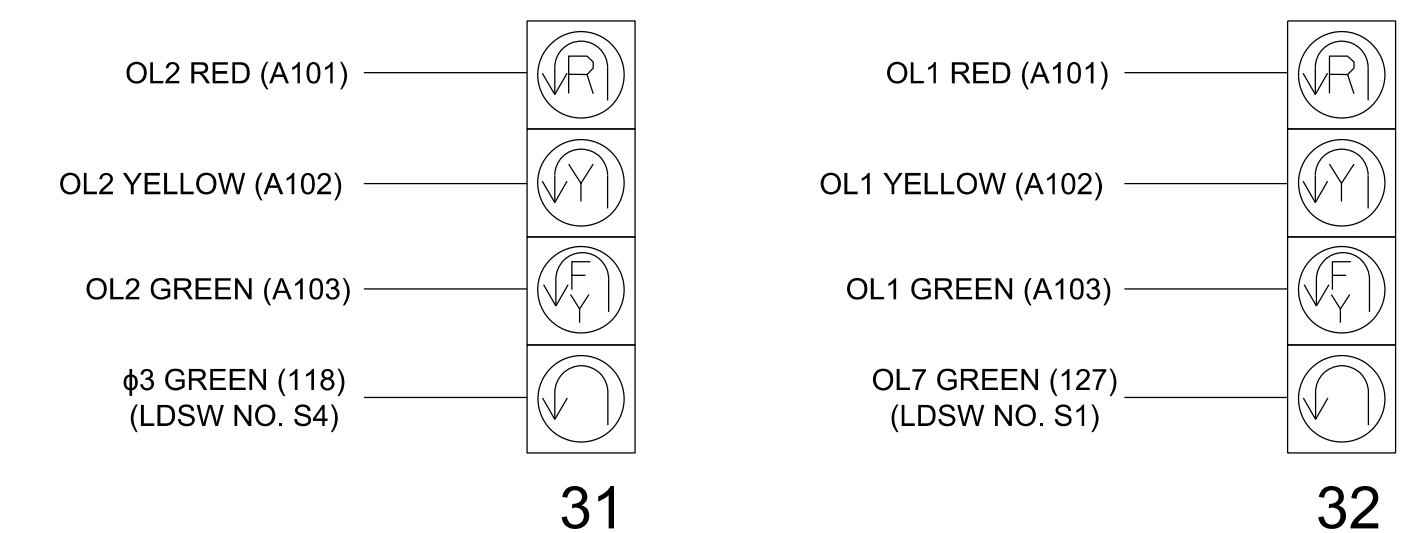 OL2 RED (A101)
R
OL2 YELLOW (A102)
Y
OL2 GREEN (A103)
F
Y
ϕ3 GREEN (118)
(LDSW NO. S4)
31
OL1 RED (A101)
R
OL1 YELLOW (A102)
Y
OL1 GREEN (A103)
F
Y
OL7 GREEN (127)
(LDSW NO. S1)
32